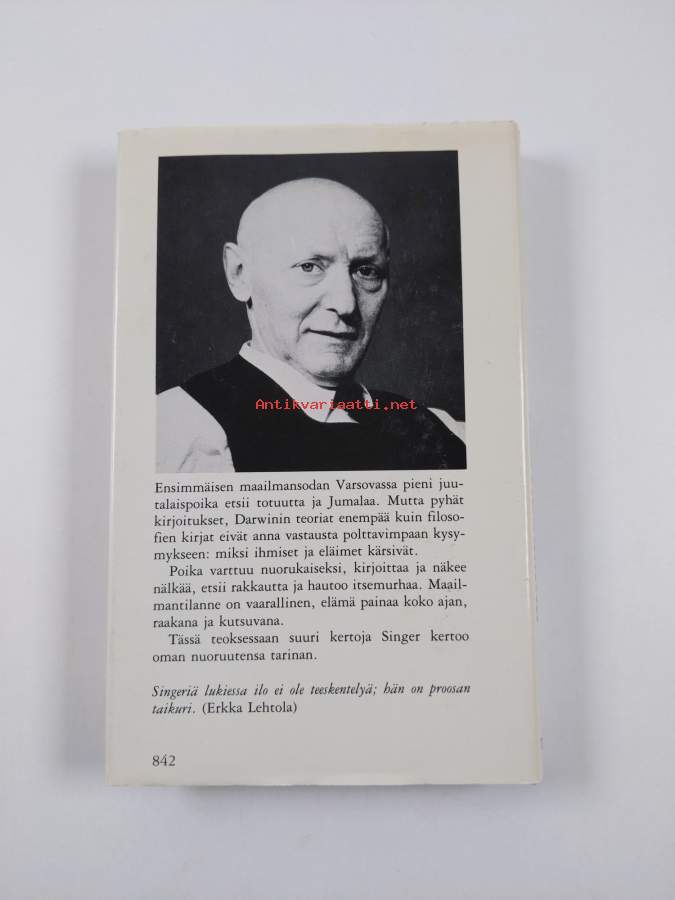 Antikvariaatti.net
Ensimmäisen maailmansodan Varsovassa pieni juu-
talaispoika etsii totuutta ja Jumalaa. Mutta pyhät
kirjoitukset, Darwinin teoriat enempää kuin filoso-
fien kirjat eivät anna vastausta polttavimpaan kysy-
mykseen: miksi ihmiset ja eläimet kärsivät.
Poika varttuu nuorukaiseksi, kirjoittaa ja näkee
nälkää, etsii rakkautta ja hautoo itsemurhaa. Maail-
mantilanne on vaarallinen, elämä painaa koko ajan,
raakana ja kutsuvana.
Tässä teoksessaan suuri kertoja Singer kertoo
oman nuoruutensa tarinan.
Singeriä lukiessa ilo ei ole teeskentelyä; hän on proosan
taikuri. (Erkka Lehtola)
842